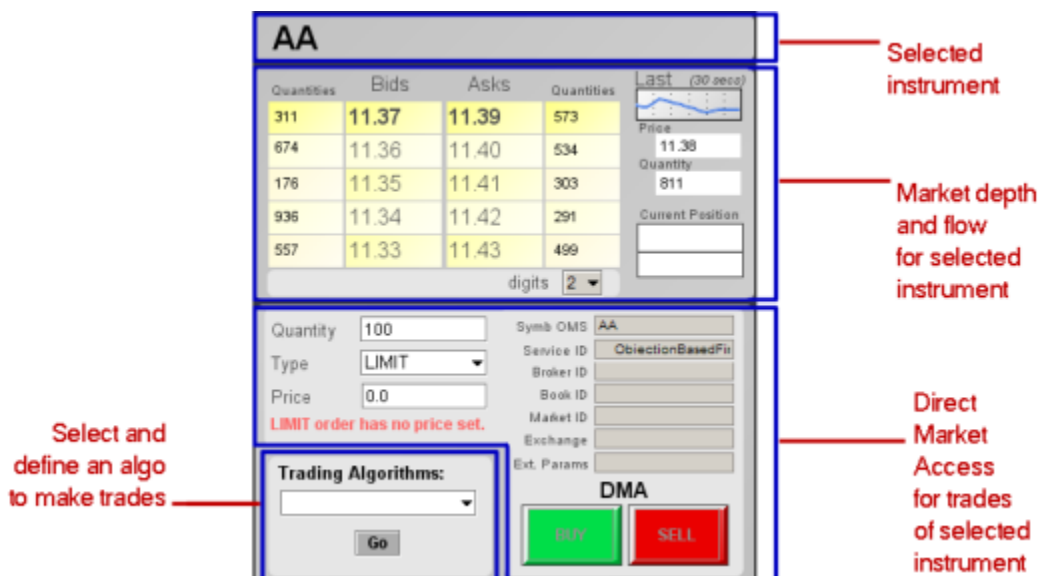 AA
Selected
instrument
Quantities Bids Asks Quantities Last (30 secs)
311 11.37 11.39 573
Price
11.38
674 11.36 11.40 534
Quantity
811
176 11.35 11.41 303
936 11.34 11.42 291
Current Position
557 11.33 11.43 499
digits 2
Market depth
and flow
for selected
instrument
Quantity 100
Type LIMIT
Price 0.0
LIMIT order has no price set.
Symb OMS AA
Service ID ObjectionBasedFir
Broker ID
Book ID
Market ID
Exchange
Ext. Params
Select and
define an algo
to make trades
Trading Algorithms:
Go
DMA
BUY SELL
Direct
Market
Access
for trades
of selected
instrument